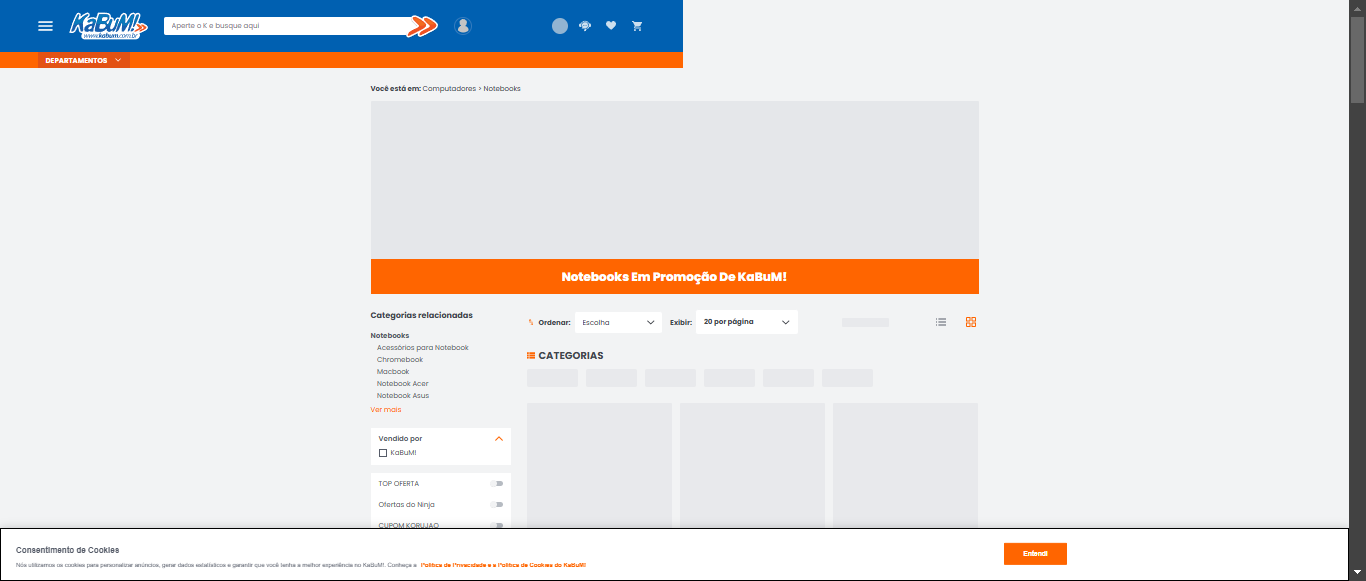 KaBuM!
www.kabum.com.br
Aperte o K e busque aqui
DEPARTAMENTOS
Você está em: Computadores > Notebooks
Notebooks Em Promoção De KaBuM!
Categorias relacionadas
Notebooks
Acessórios para Notebook
Chromebook
Macbook
Notebook Acer
Notebook Asus
Ver mais
Vendido por
KaBuM!
TOP OFERTA
Ofertas do Ninja
CUPOM KORUJAO
Ordenar: Escolha Exibir: 20 por página
CATEGORIAS
Consentimento de Cookies
Nós utilizamos os cookies para personalizar anúncios, gerar dados estatísticos e garantir que você tenha a melhor experiência no KaBuM!. Conheça a Política de Privacidade e a Política de Cookies do KaBuM!
Entendi